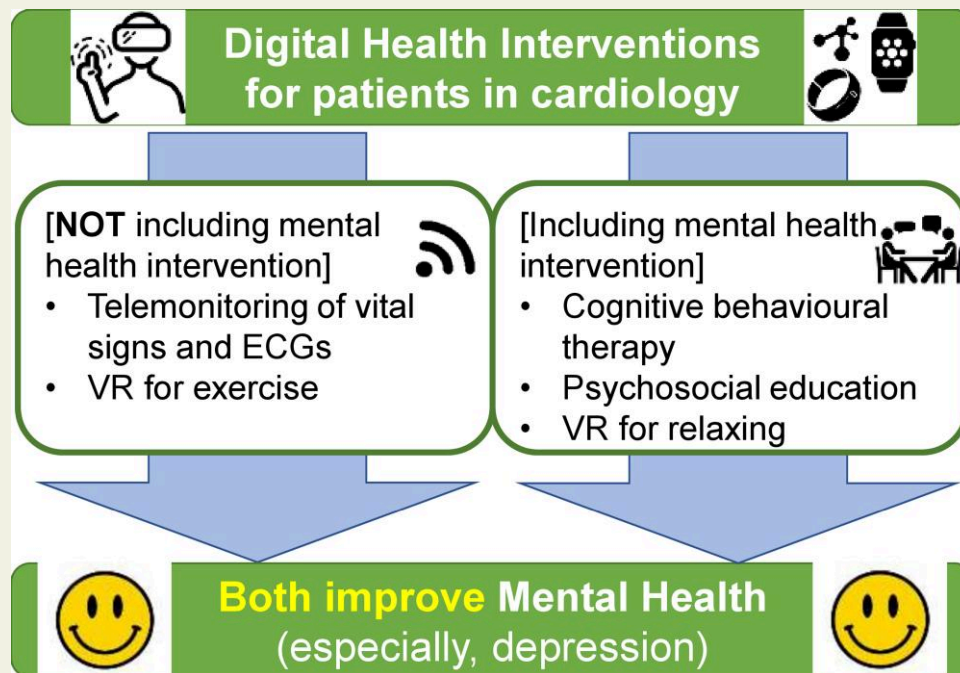 Digital Health Interventions
for patients in cardiology
[NOT including mental
health intervention]
• Telemonitoring of vital
signs and ECGs
• VR for exercise
[Including mental health
intervention]
• Cognitive behavioural
therapy
• Psychosocial education
• VR for relaxing
Both improve Mental Health
(especially, depression)